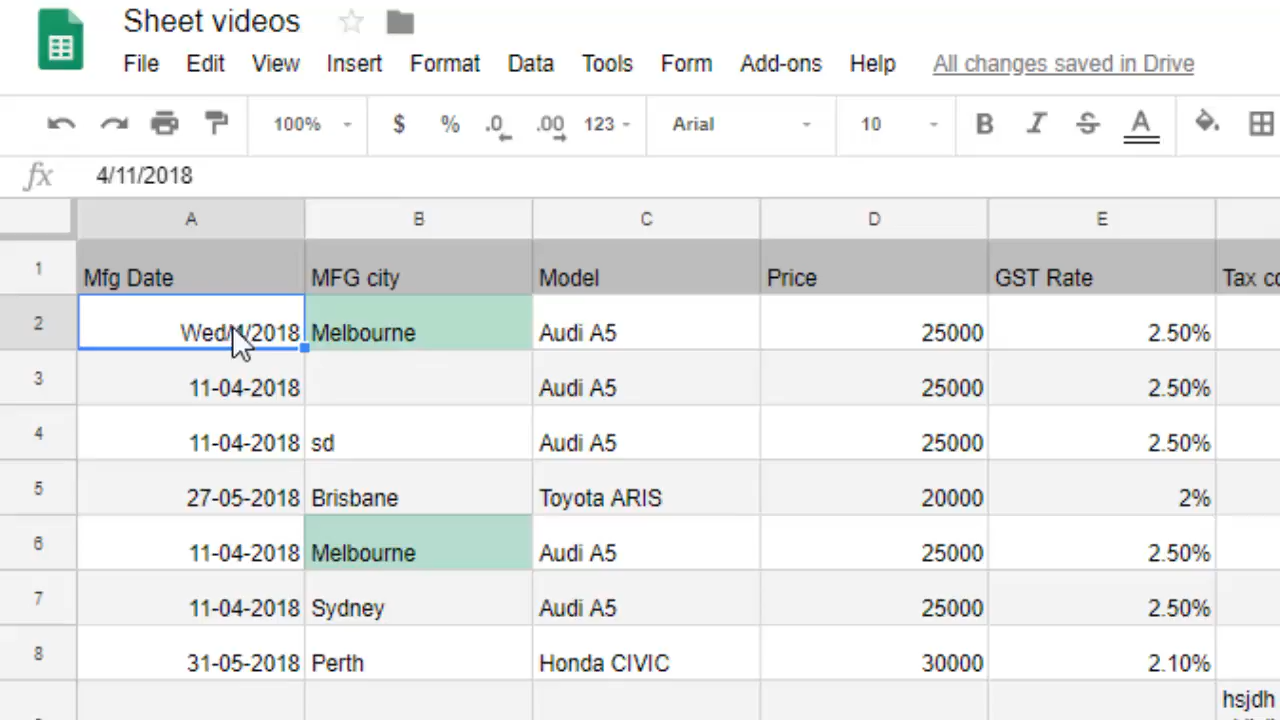 Sheet videos
File Edit View Insert Format Data Tools Form Add-ons Help All changes saved in Drive
100% $ % .0 .00 123 Arial 10 B I S A
fx 4/11/2018
A B C D E
1 Mfg Date MFG city Model Price GST Rate Tax
2 Melbourne Audi A5 25000 2.50%
3 11-04-2018 Audi A5 25000 2.50%
4 11-04-2018 sd Audi A5 25000 2.50%
5 27-05-2018 Brisbane Toyota ARIS 20000 2%
6 11-04-2018 Melbourne Audi A5 25000 2.50%
7 11-04-2018 Sydney Audi A5 25000 2.50%
8 31-05-2018 Perth Honda CIVIC 30000 2.10%
hsjdh